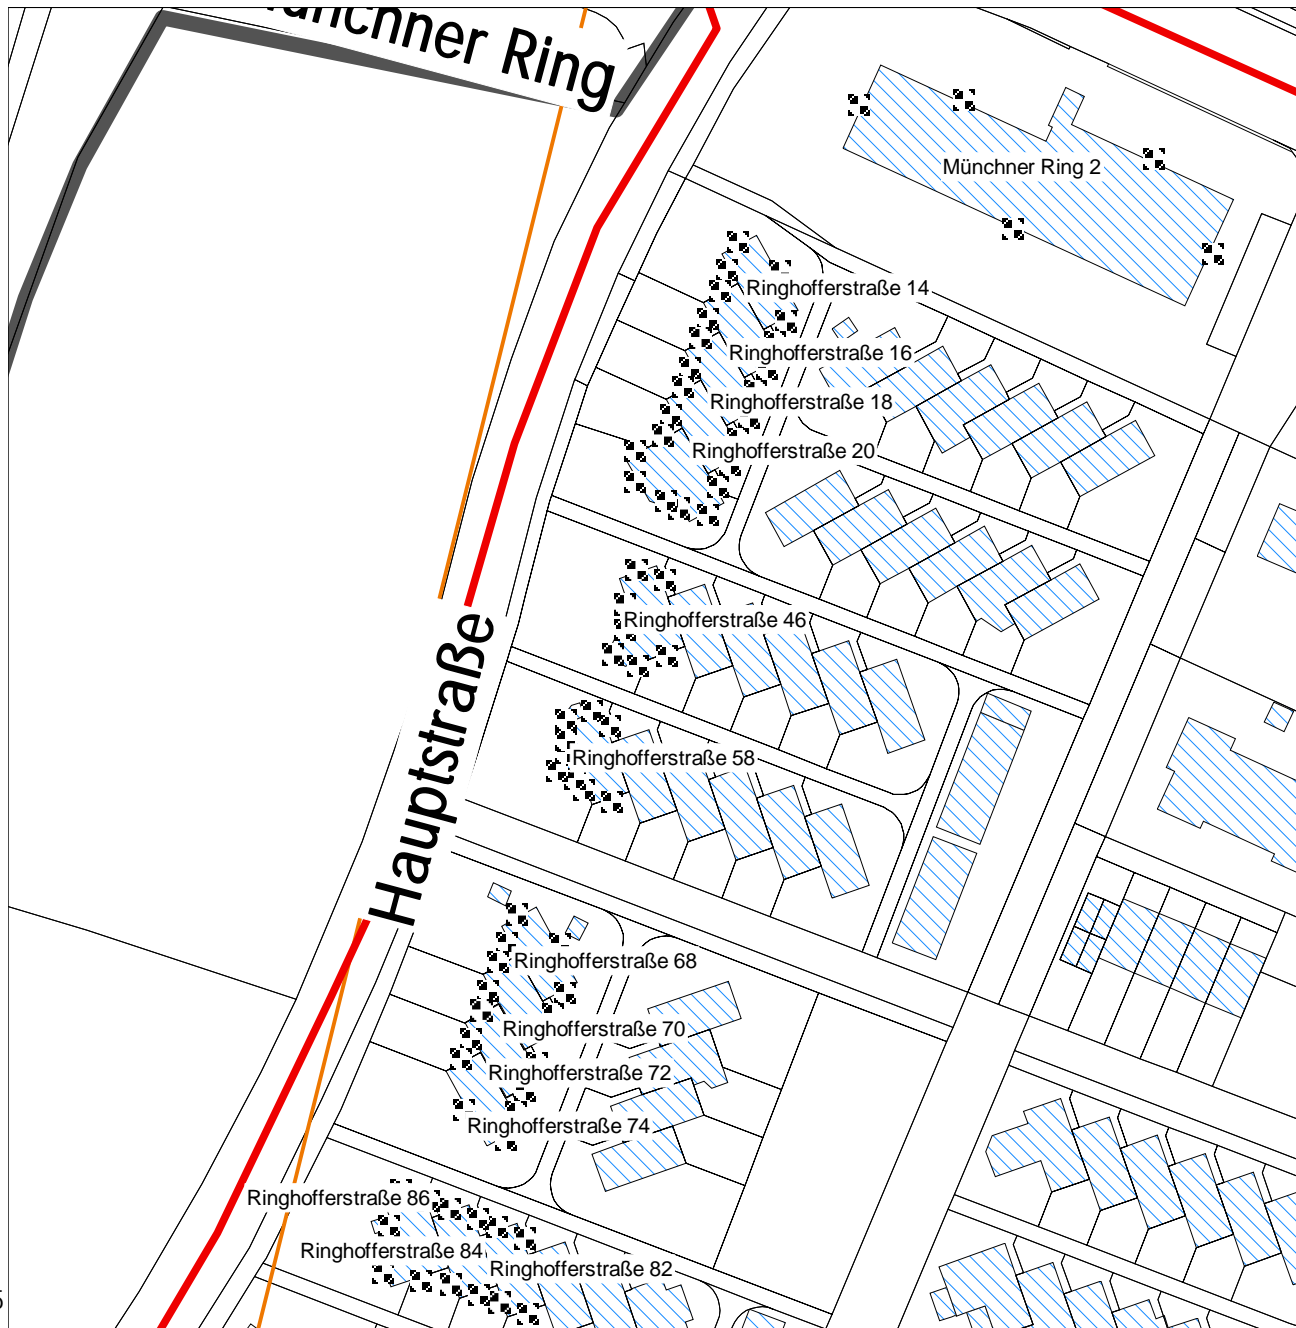 Münchner Ring
Münchner Ring 2
Ringhofferstraße 14
Ringhofferstraße 16
Ringhofferstraße 18
Ringhofferstraße 20
Ringhofferstraße 46
Hauptstraße
Ringhofferstraße 58
Ringhofferstraße 68
Ringhofferstraße 70
Ringhofferstraße 72
Ringhofferstraße 74
Ringhofferstraße 86
Ringhofferstraße 84
Ringhofferstraße 82